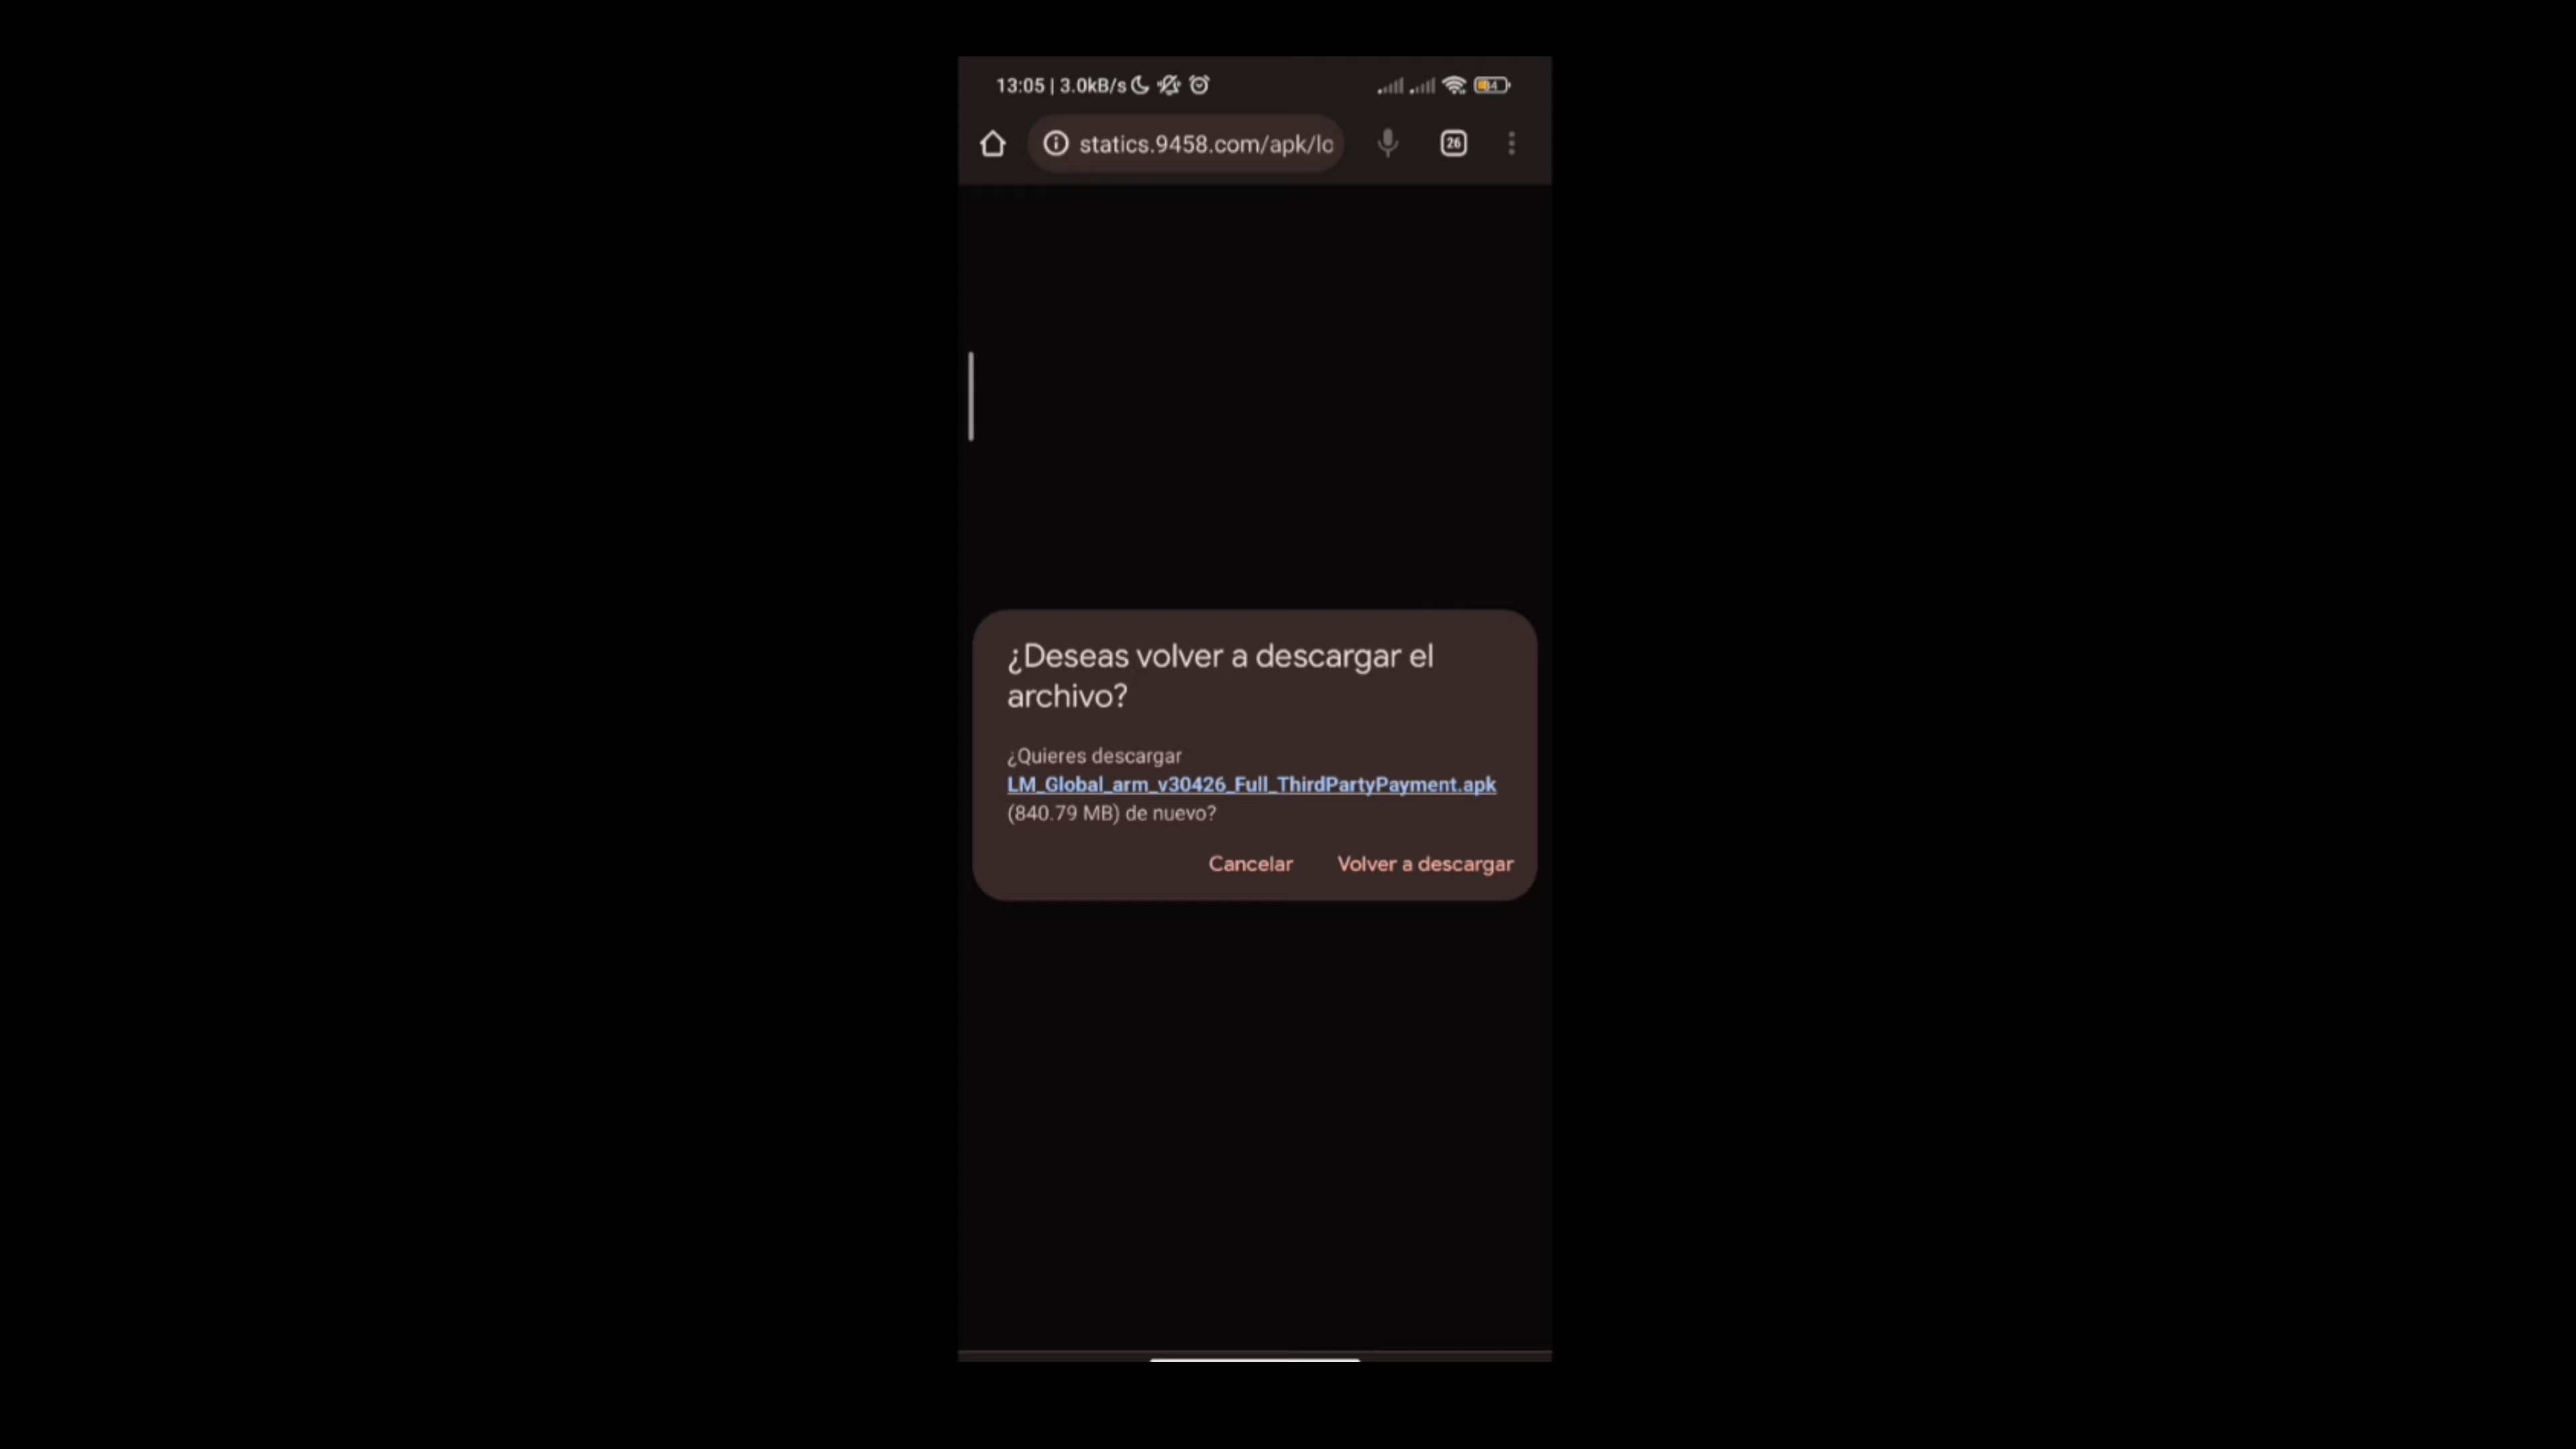 13:05 | 3.0kB/s
statics.9458.com/apk/lo
26
¿Deseas volver a descargar el
archivo?
¿Quieres descargar
LM_Global_arm_v30426_Full_ThirdPartyPayment.apk
(840.79 MB) de nuevo?
Cancelar Volver a descargar